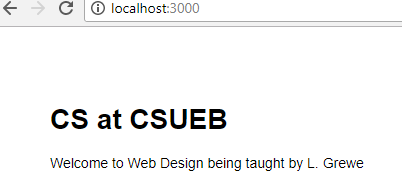 localhost:3000
CS at CSUEB
Welcome to Web Design being taught by L. Grewe